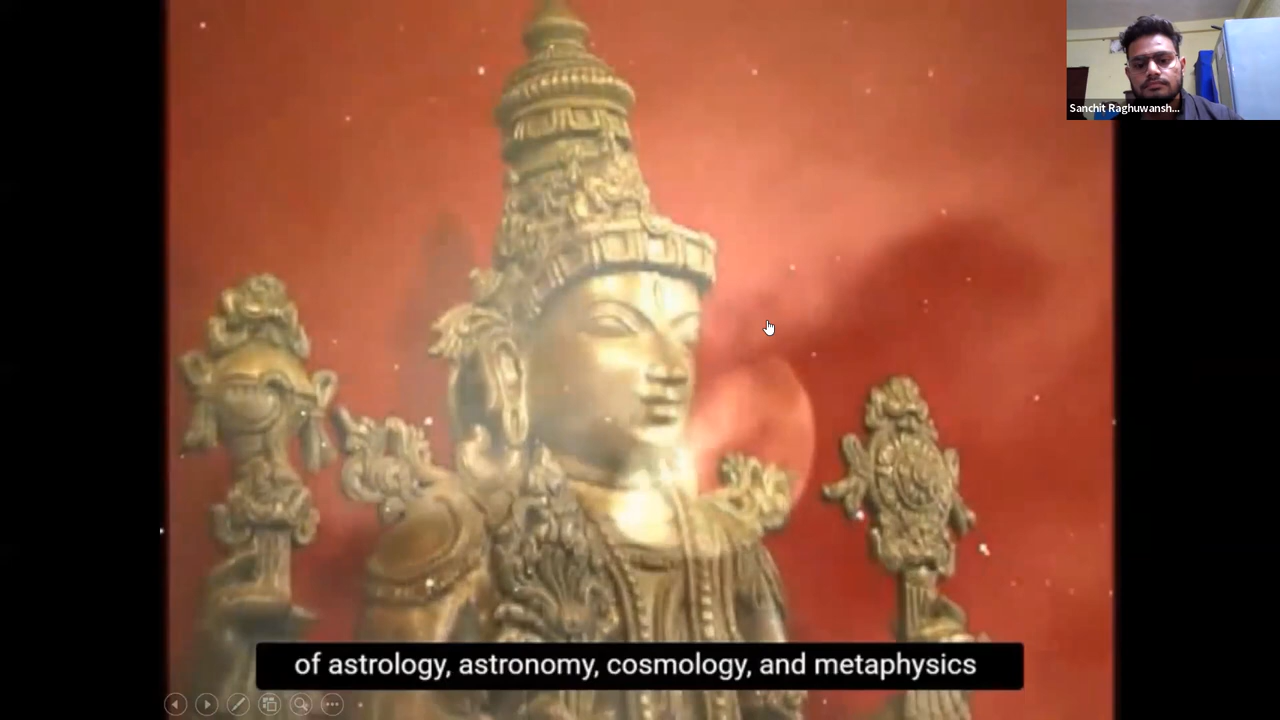 Sanchit Raghuwansh...
of astrology, astronomy, cosmology, and metaphysics